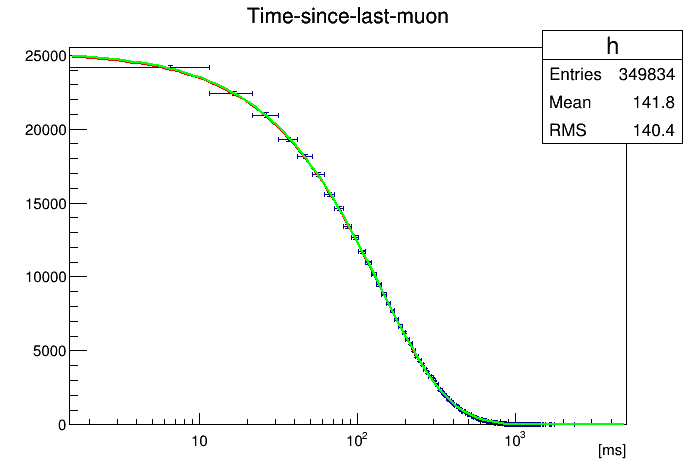 Time-since-last-muon
h
Entries 349834
Mean 141.8
RMS 140.4
25000
20000
15000
10000
5000
0
10
10²
10³
[ms]